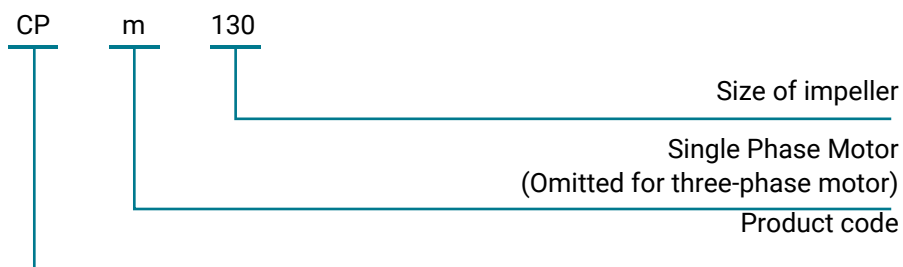 CP m 130
Size of impeller
Single Phase Motor
(Omitted for three-phase motor)
Product code